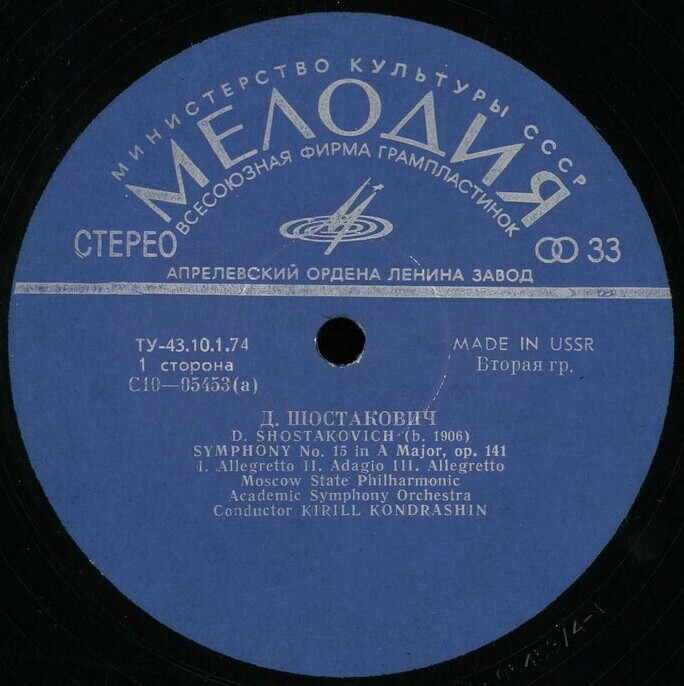 МИНИСТЕРСТВО КУЛЬТУРЫ СССР
МЕЛОДИЯ
ВСЕСОЮЗНАЯ ФИРМА ГРАМПЛАСТИНОК
СТЕРЕО
33
АПРЕЛЕВСКИЙ ОРДЕНА ЛЕНИНА ЗАВОД
ТУ-43.10.1.74
MADE IN USSR
1 сторона
Вторая гр.
С10—05453(а)
Д. ШОСТАКОВИЧ
D. SHOSTAKOVICH (b. 1906)
SYMPHONY No. 15 in A Major, op. 141
I. Allegretto II. Adagio III. Allegretto
Moscow State Philharmonic
Academic Symphony Orchestra
Conductor KIRILL KONDRASHIN